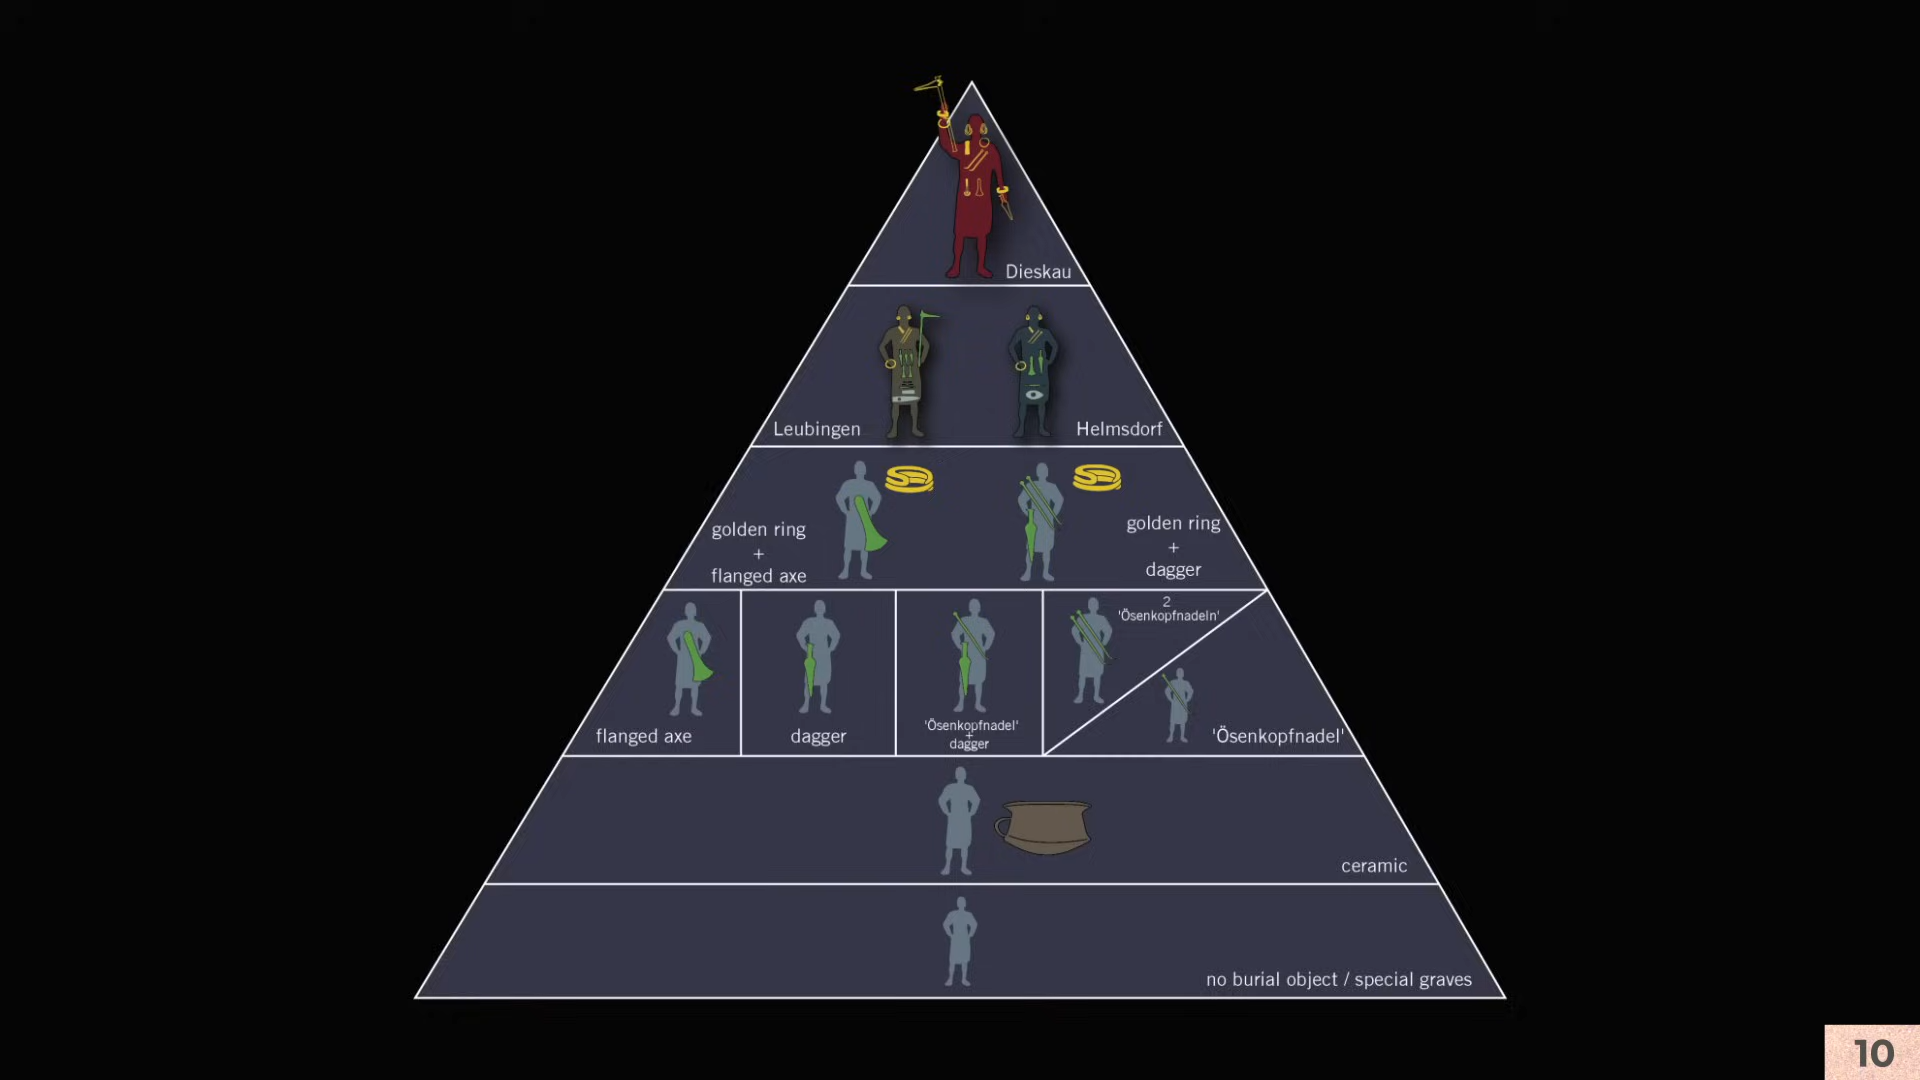 Dieskau
Leubingen
Helmsdorf
golden ring
+
flanged axe
golden ring
+
dagger
flanged axe
dagger
'Ösenkopfnadel'
+
dagger
2
'Ösenkopfnadeln'
'Ösenkopfnadel'
ceramic
no burial object / special graves
10